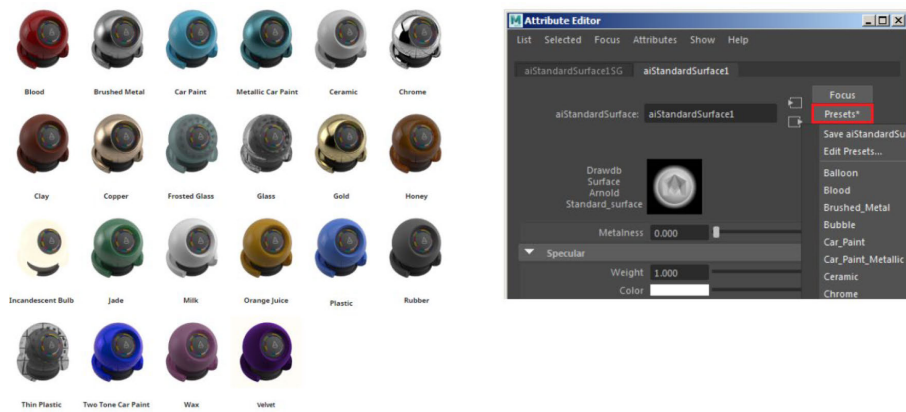 Blood
Brushed Metal
Car Paint
Metallic Car Paint
Ceramic
Chrome
Clay
Copper
Frosted Glass
Glass
Gold
Honey
Incandescent Bulb
Jade
Milk
Orange Juice
Plastic
Rubber
Thin Plastic
Two Tone Car Paint
Wax
Velvet
Attribute Editor
List Selected Focus Attributes Show Help
aiStandardSurface1SG aiStandardSurface1
Focus
aiStandardSurface: aiStandardSurface1
Presets*
Save aiStandardSu
Edit Presets...
Drawdb
Surface
Arnold
Standard_surface
Balloon
Blood
Brushed_Metal
Bubble
Car_Paint
Car_Paint_Metallic
Ceramic
Chrome
Metalness 0.000
Specular
Weight 1.000
Color